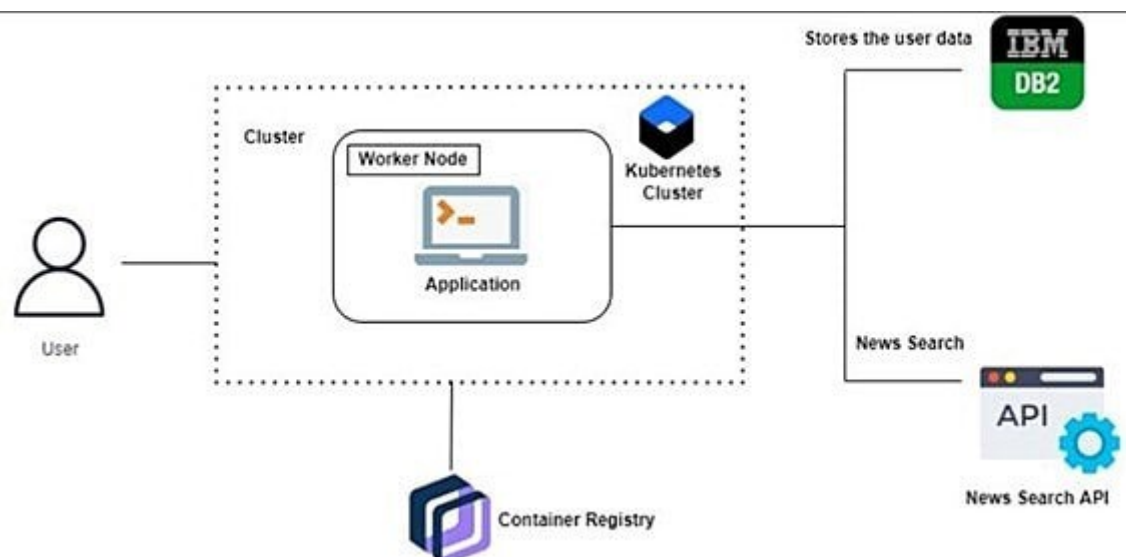 Stores the user data
IBM
DB2
Cluster
Worker Node
Kubernetes
Cluster
Application
User
News Search
API
News Search API
Container Registry